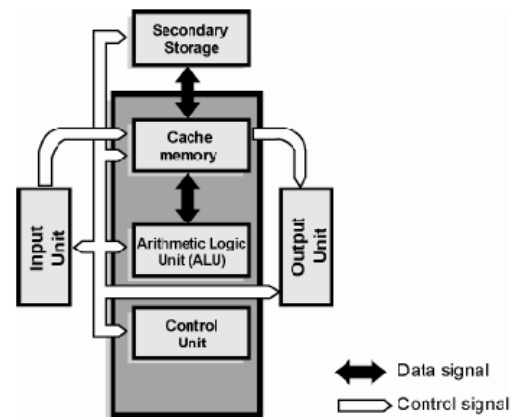 Secondary
Storage
Cache
memory
Input
Unit
Arithmetic Logic
Unit (ALU)
Output
Unit
Control
Unit
Data signal
Control signal